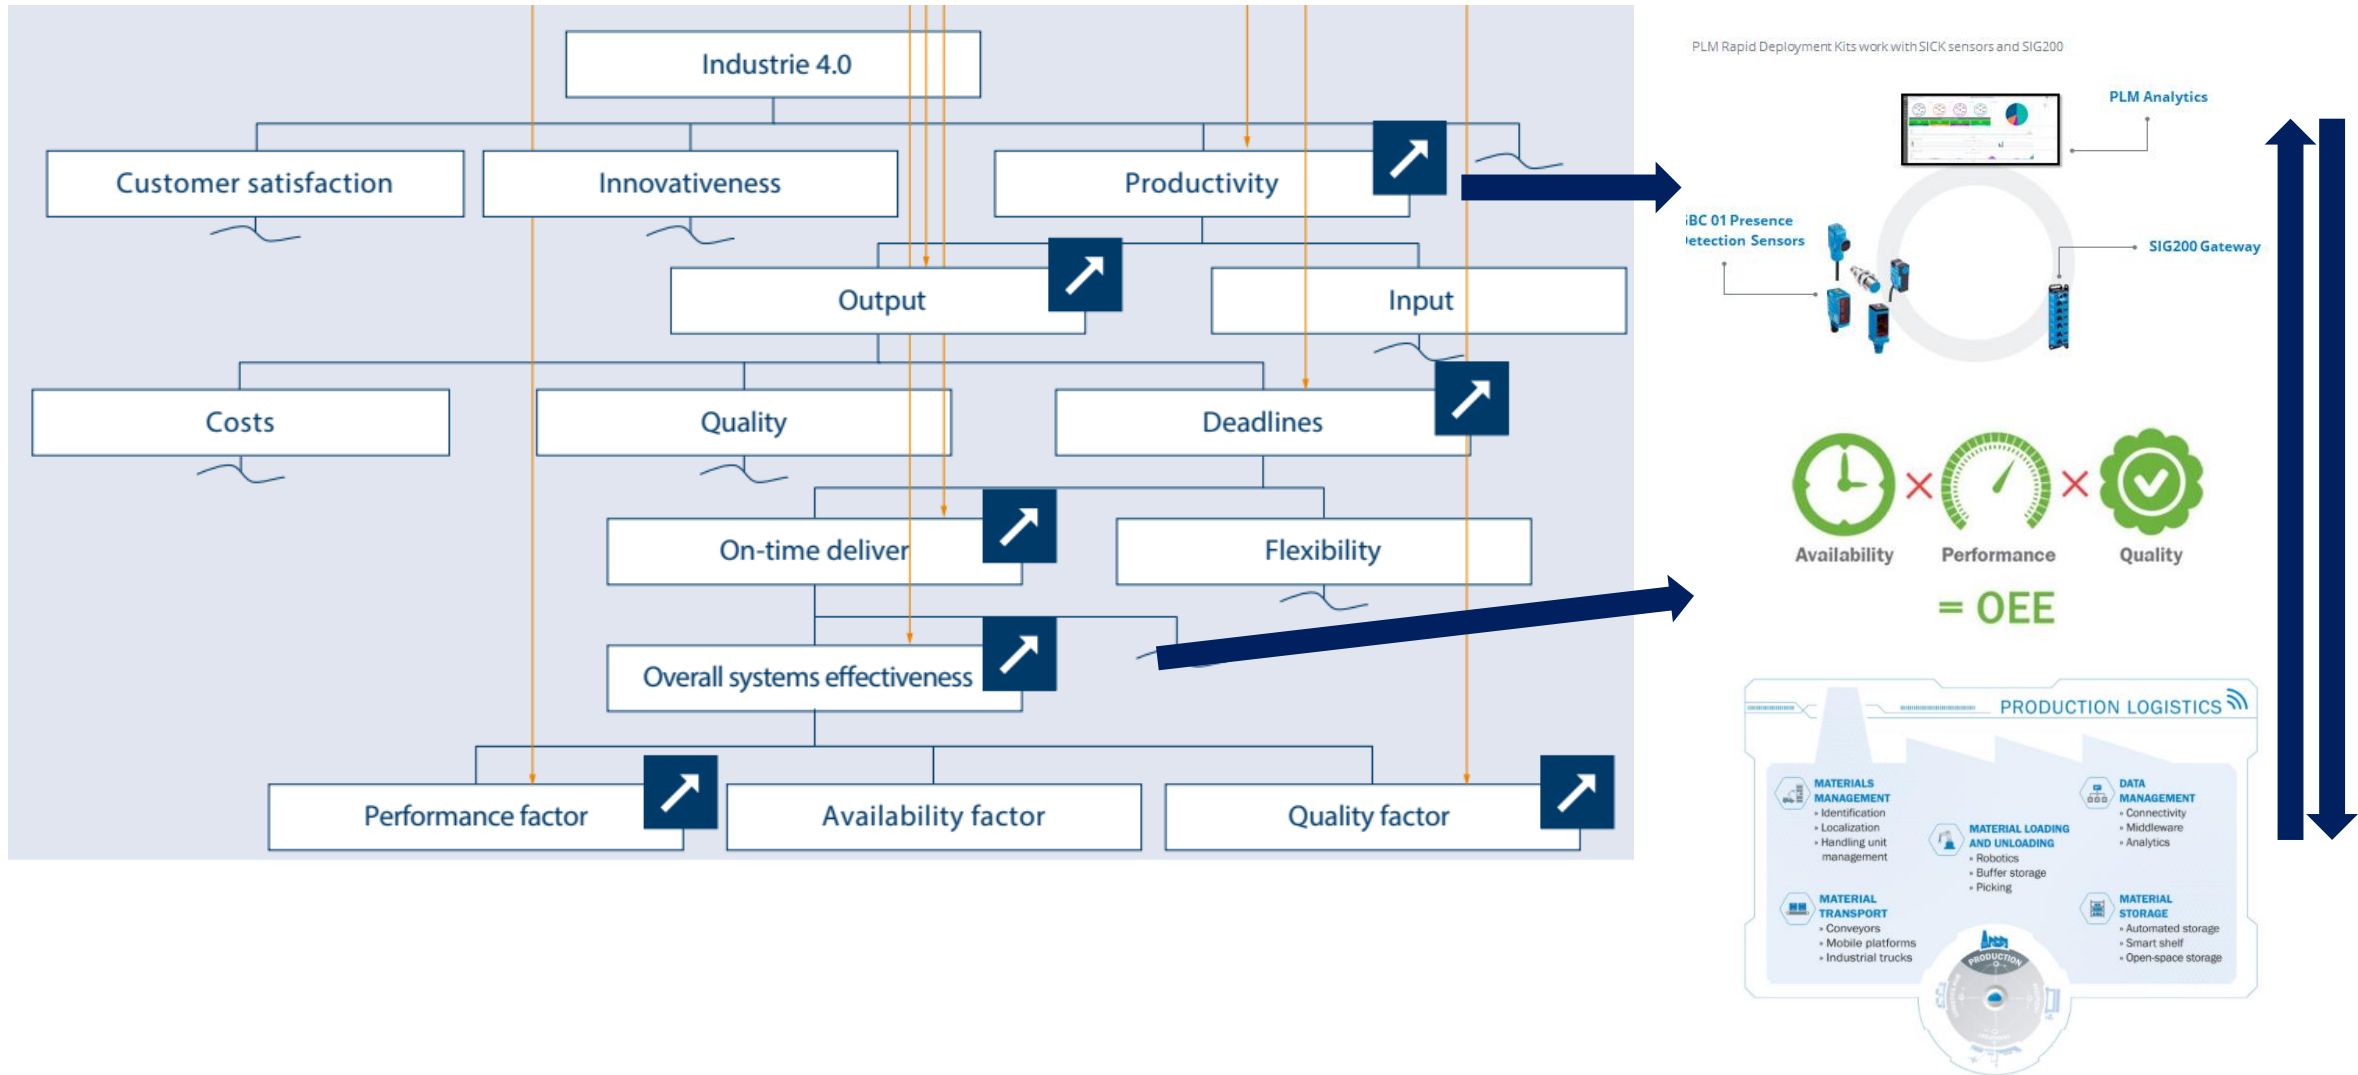 Industrie 4.0
Customer satisfaction
Innovativeness
Productivity
Output
Input
Costs
Quality
Deadlines
On-time deliver
Flexibility
Overall systems effectiveness
Performance factor
Availability factor
Quality factor
PLM Rapid Deployment Kits work with SICK sensors and SIG200
PLM Analytics
BC 01 Presence
Detection Sensors
SIG200 Gateway
Availability
Performance
Quality
= OEE
PRODUCTION LOGISTICS
MATERIALS
MANAGEMENT
» Identification
» Localization
» Handling unit
management
DATA
MANAGEMENT
» Connectivity
» Middleware
» Analytics
MATERIAL LOADING
AND UNLOADING
» Robotics
» Buffer storage
» Picking
MATERIAL
TRANSPORT
» Conveyors
» Mobile platforms
» Industrial trucks
MATERIAL
STORAGE
» Automated storage
» Smart shelf
» Open-space storage
PRODUCTION